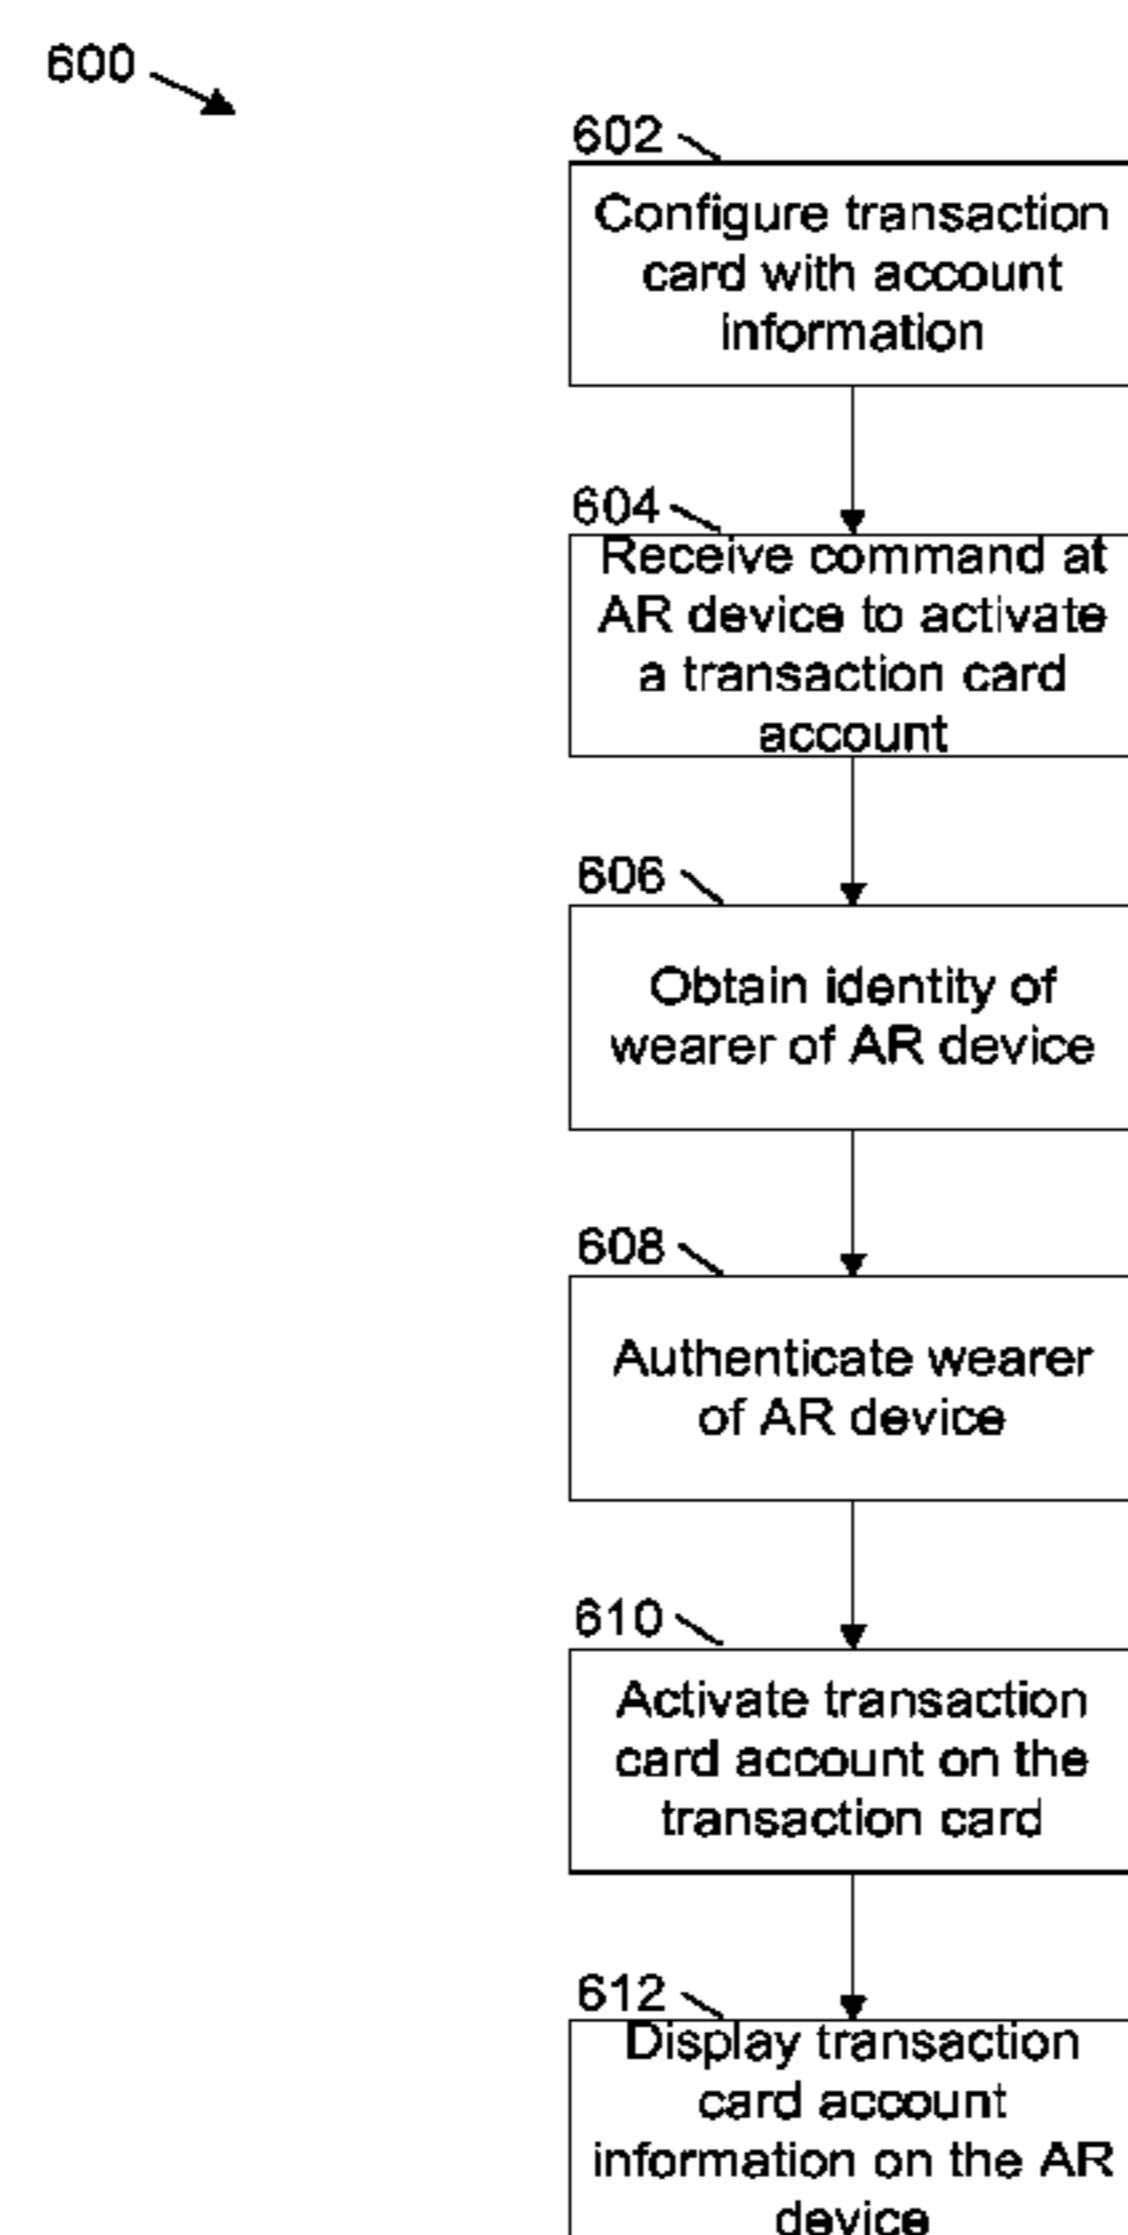 600
602
Configure transaction
card with account
information
604
Receive command at
AR device to activate
a transaction card
account
606
Obtain identity of
wearer of AR device
608
Authenticate wearer
of AR device
610
Activate transaction
card account on the
transaction card
612
Display transaction
card account
information on the AR
device